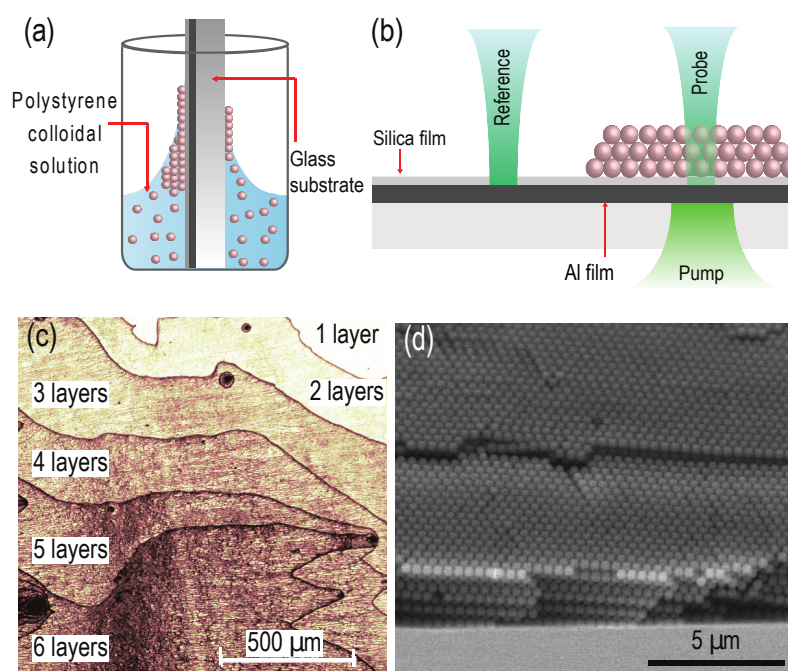 (a)
Polystyrene
colloidal
solution
Glass
substrate
(b)
Reference
Probe
Silica film
Al film
Pump
(c)
1 layer
2 layers
3 layers
4 layers
5 layers
6 layers
500 µm
(d)
5 µm